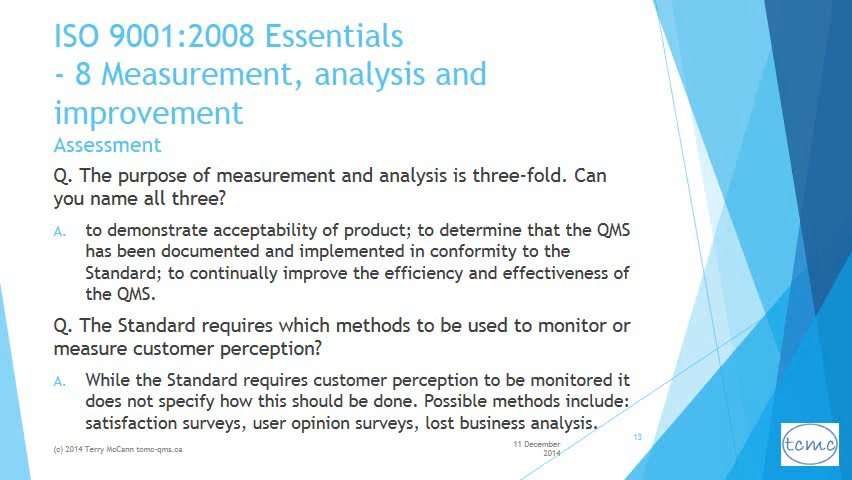 ISO 9001:2008 Essentials
- 8 Measurement, analysis and
improvement
Assessment
Q. The purpose of measurement and analysis is three-fold. Can
you name all three?
A. to demonstrate acceptability of product; to determine that the QMS
has been documented and implemented in conformity to the
Standard; to continually improve the efficiency and effectiveness of
the QMS.
Q. The Standard requires which methods to be used to monitor or
measure customer perception?
A. While the Standard requires customer perception to be monitored it
does not specify how this should be done. Possible methods include:
satisfaction surveys, user opinion surveys, lost business analysis.
(c) 2014 Terry McCann tcmc-qms.ca
11 December
2014
13
tcmc